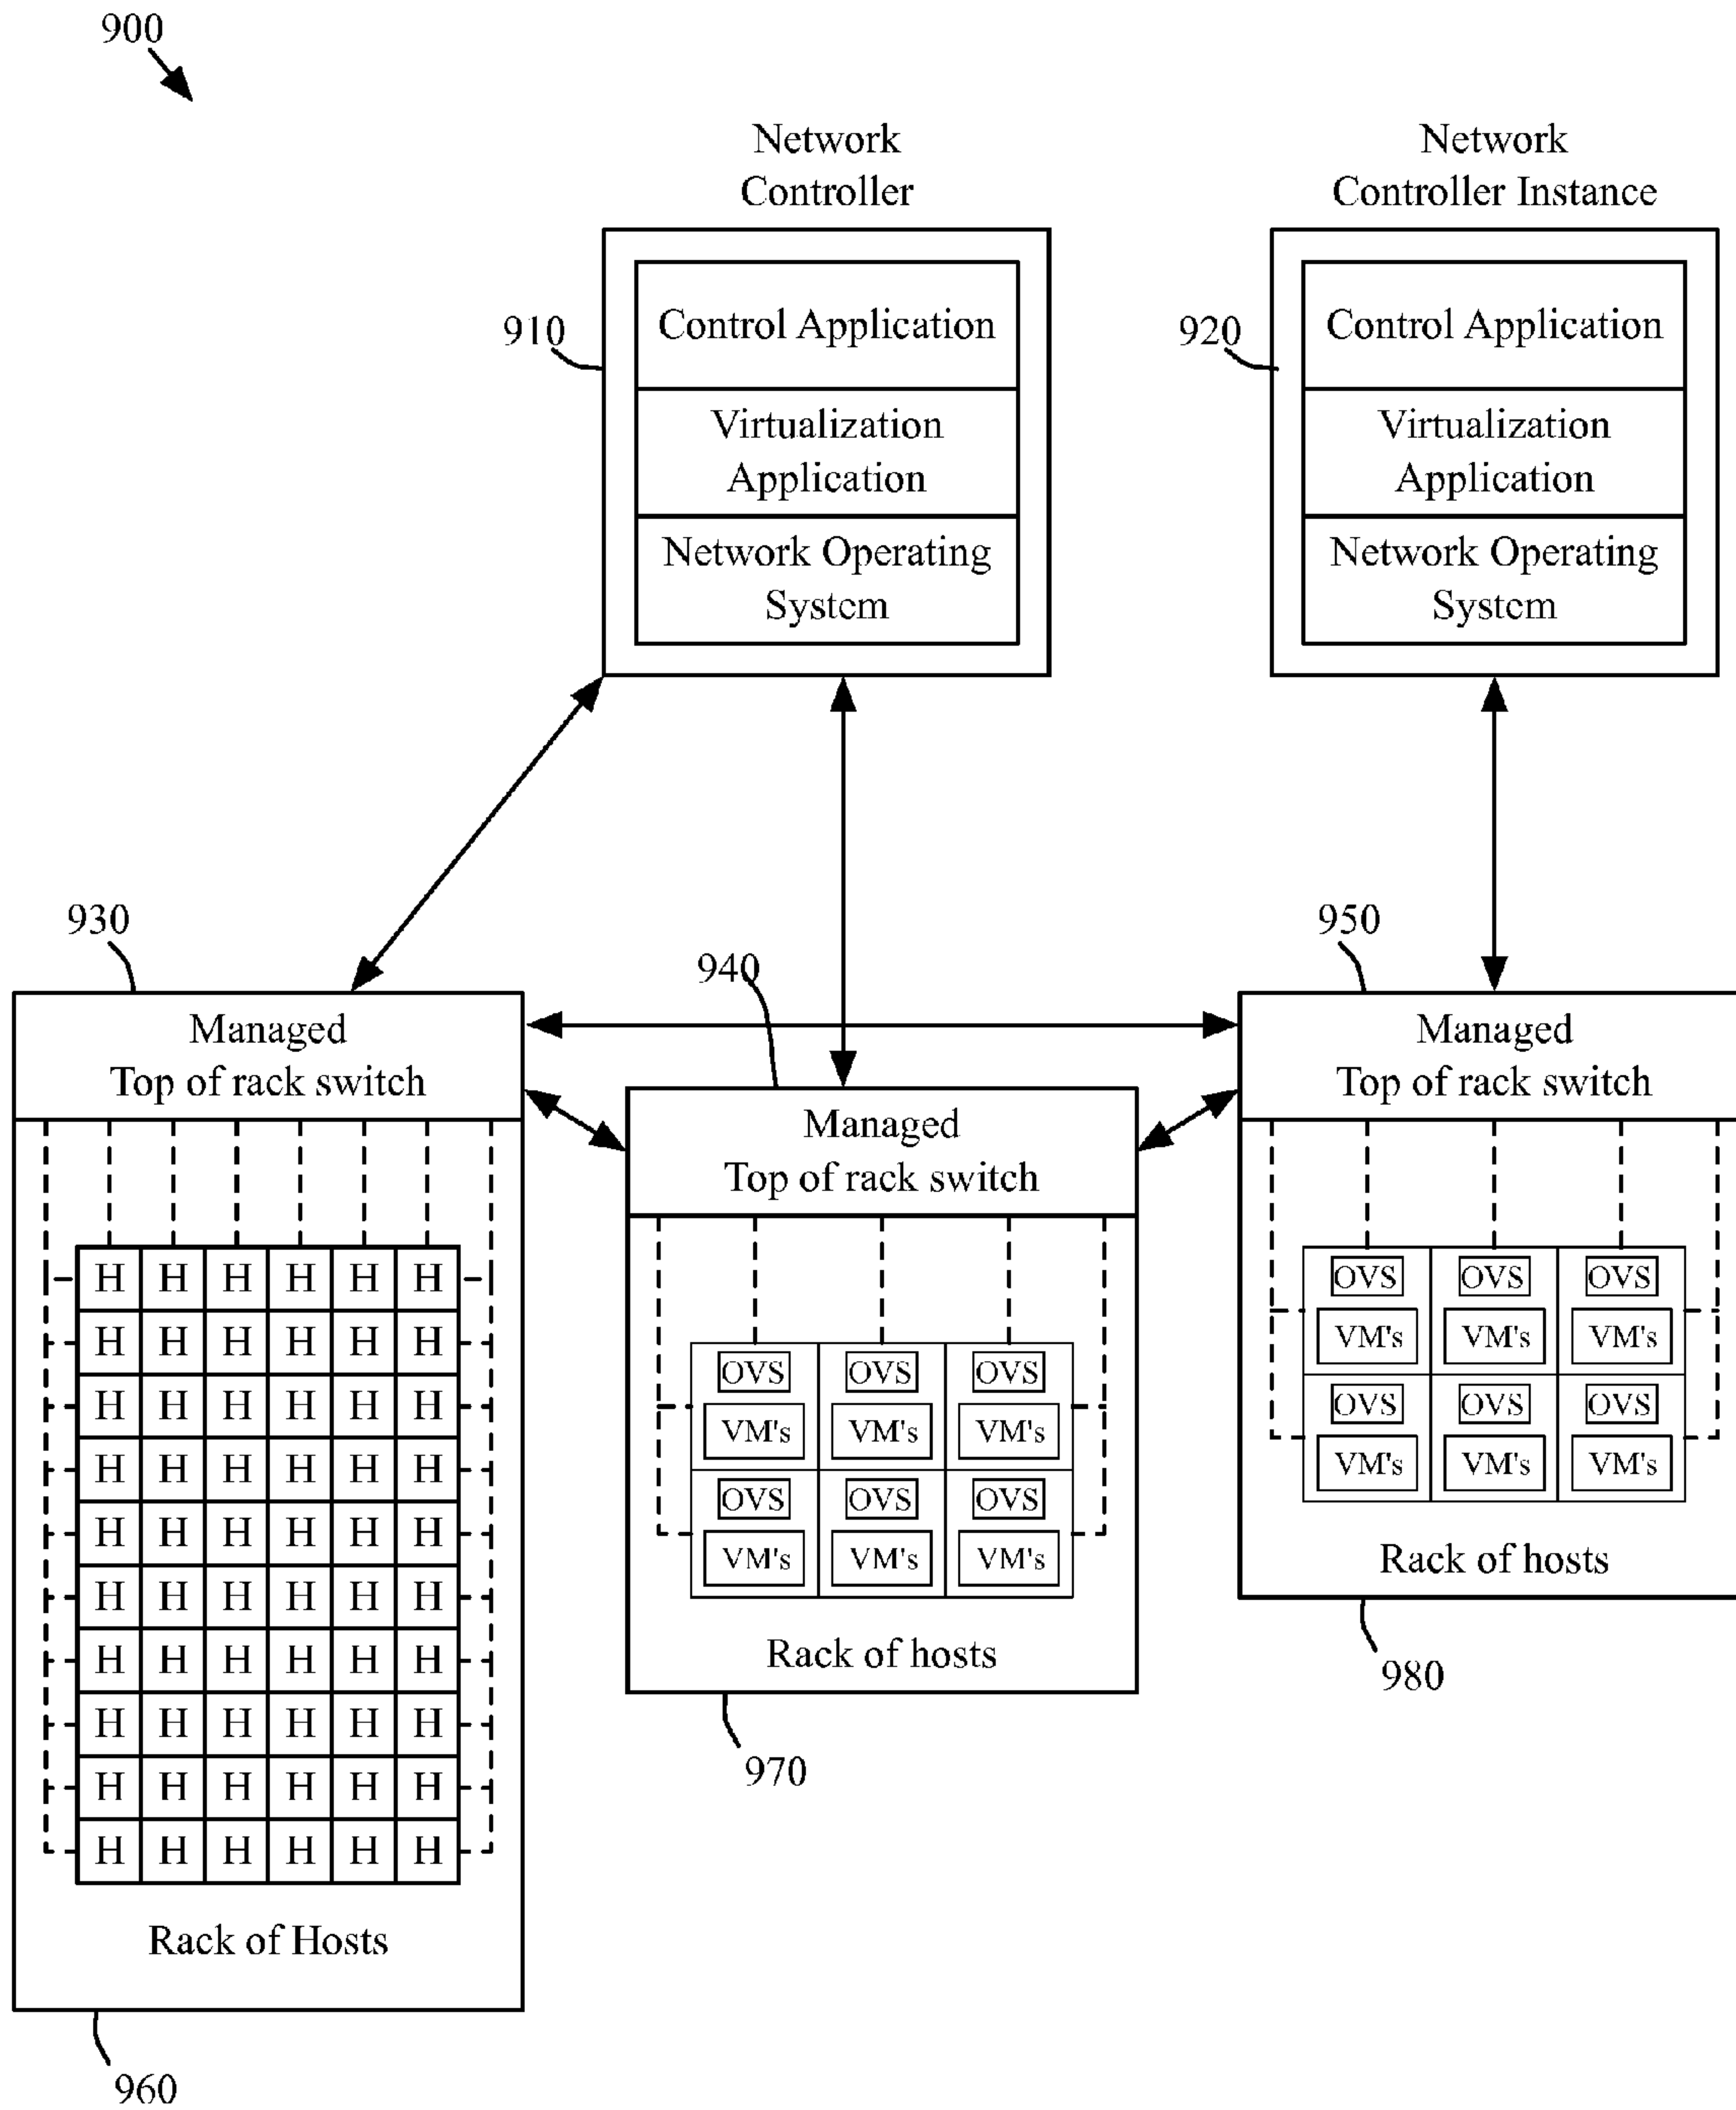 900
Network
Controller
Network
Controller Instance
910
Control Application
Virtualization
Application
Network Operating
System
920
Control Application
Virtualization
Application
Network Operating
System
930
Managed
Top of rack switch
H H H H H H
H H H H H H
H H H H H H
H H H H H H
H H H H H H
H H H H H H
H H H H H H
H H H H H H
H H H H H H
H H H H H H
Rack of Hosts
960
940
Managed
Top of rack switch
OVS OVS OVS
VM's VM's VM's
OVS OVS OVS
VM's VM's VM's
Rack of hosts
970
950
Managed
Top of rack switch
OVS OVS OVS
VM's VM's VM's
OVS OVS OVS
VM's VM's VM's
Rack of hosts
980